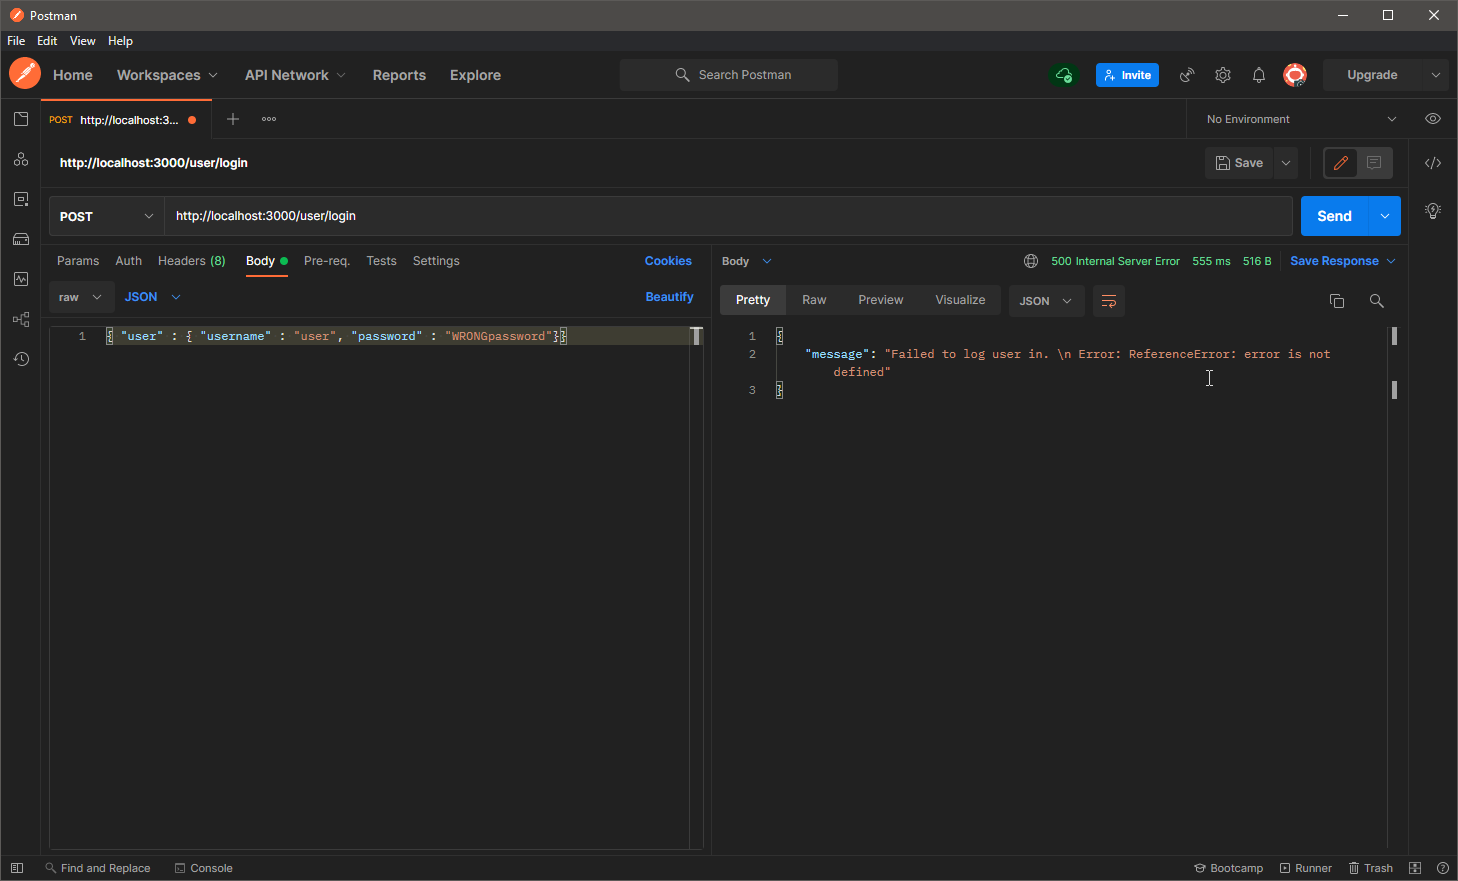 Postman
File Edit View Help
Home Workspaces API Network Reports Explore Search Postman Invite Upgrade
POST http://localhost:3... No Environment
http://localhost:3000/user/login Save
POST http://localhost:3000/user/login Send
Params Auth Headers (8) Body Pre-req. Tests Settings Cookies
raw JSON Beautify
1 { "user" : { "username" : "user", "password" : "WRONGpassword"}}
Body 500 Internal Server Error 555 ms 516 B Save Response
Pretty Raw Preview Visualize JSON
1 {
2 "message": "Failed to log user in. \n Error: ReferenceError: error is not
defined"
3 }
Find and Replace Console Bootcamp Runner Trash